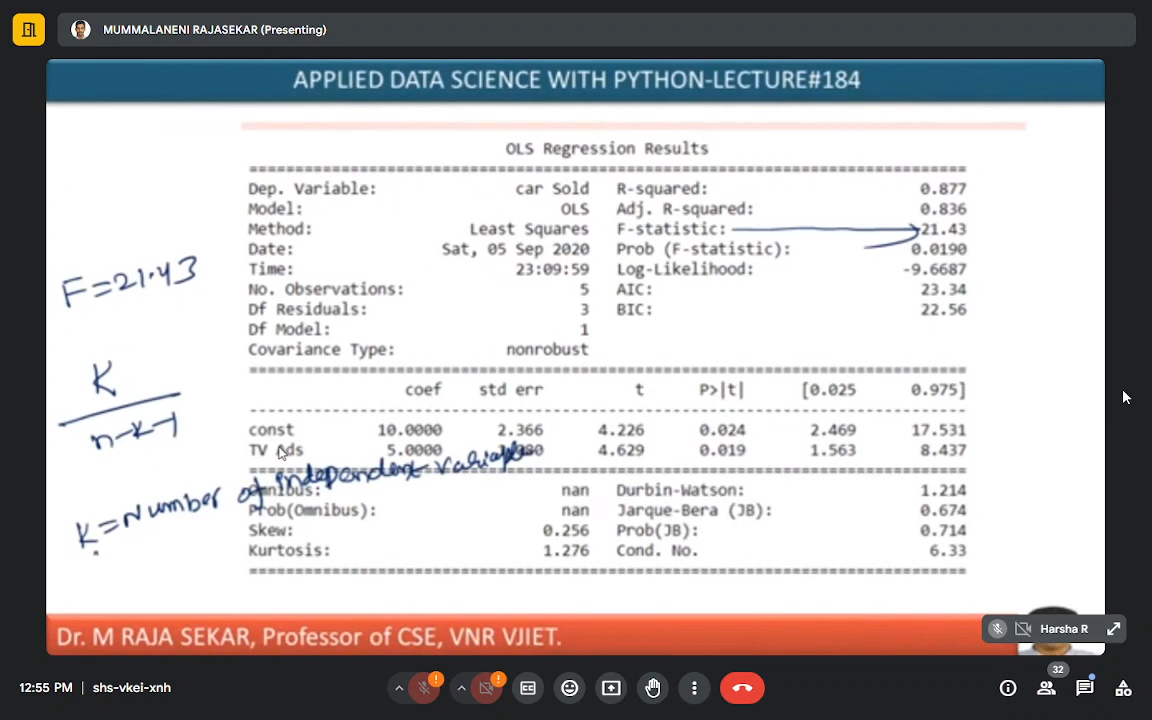 MUMMALANENI RAJASEKAR (Presenting)
APPLIED DATA SCIENCE WITH PYTHON-LECTURE#184
OLS Regression Results
Dep. Variable: car Sold R-squared: 0.877
Model: OLS Adj. R-squared: 0.836
Method: Least Squares F-statistic: 21.43
Date: Sat, 05 Sep 2020 Prob (F-statistic): 0.0190
Time: 23:09:59 Log-Likelihood: -9.6687
No. Observations: 5 AIC: 23.34
Df Residuals: 3 BIC: 22.56
Df Model: 1
Covariance Type: nonrobust
coef std err t P>|t| [0.025 0.975]
const 10.0000 2.366 4.226 0.024 2.469 17.531
TV Ads 5.0000 4.629 0.019 1.563 8.437
Omnibus: nan Durbin-Watson: 1.214
Prob(Omnibus): nan Jarque-Bera (JB): 0.674
Skew: 0.256 Prob(JB): 0.714
Kurtosis: 1.276 Cond. No. 6.33
F=21.43
K
n-k-1
K=Number of independent variable
Dr. M RAJA SEKAR, Professor of CSE, VNR VJIET.
Harsha R
32
12:55 PM | shs-vkei-xnh